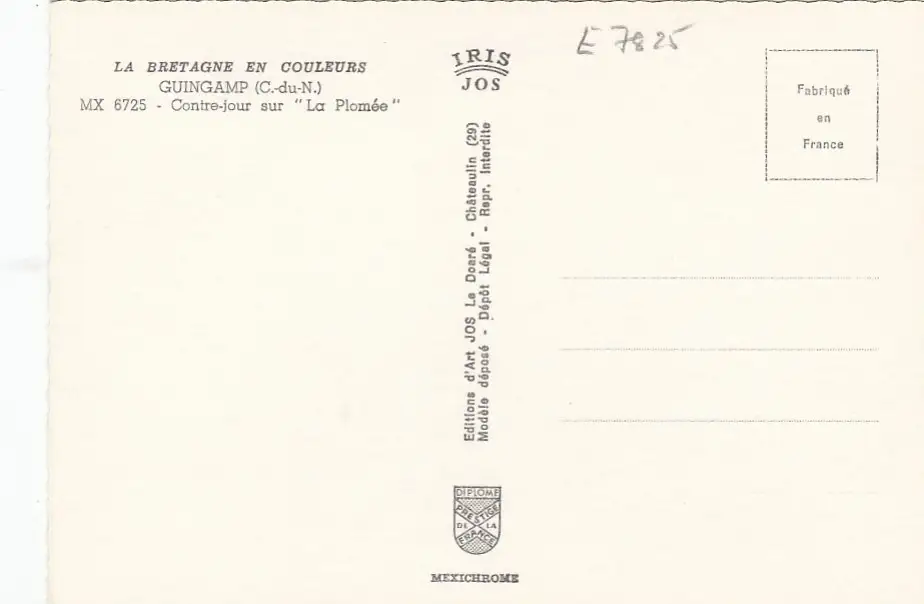 LA BRETAGNE EN COULEURS
GUINGAMP (C.-du-N.)
MX 6725 - Contre-jour sur "La Plomée"
IRIS
JOS
E 7825
Fabriqué
en
France
Editions d'Art JOS Le Doaré - Châteaulin (29)
Modèle déposé - Dépôt Légal - Repr. Interdite
DIPLOME
PRESTIGE
DE LA
FRANCE
MEXICHROME